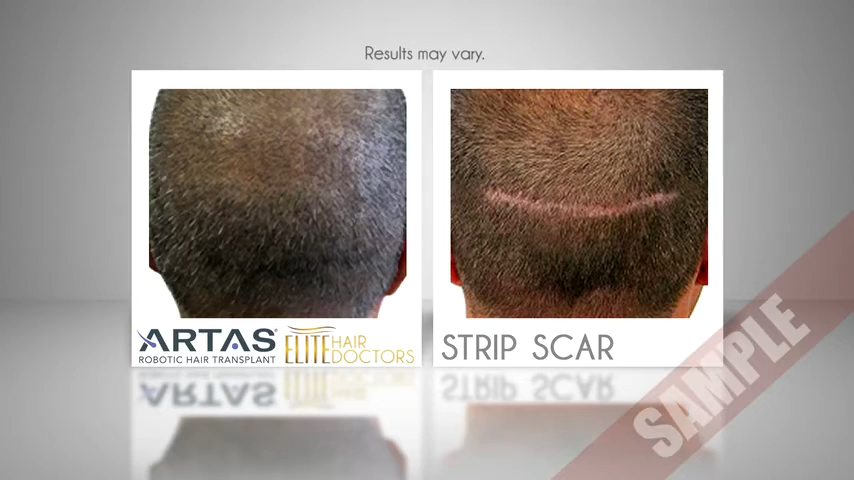 Results may vary.
ARTAS®
ROBOTIC HAIR TRANSPLANT
ELITE HAIR DOCTORS
STRIP SCAR
SAMPLE